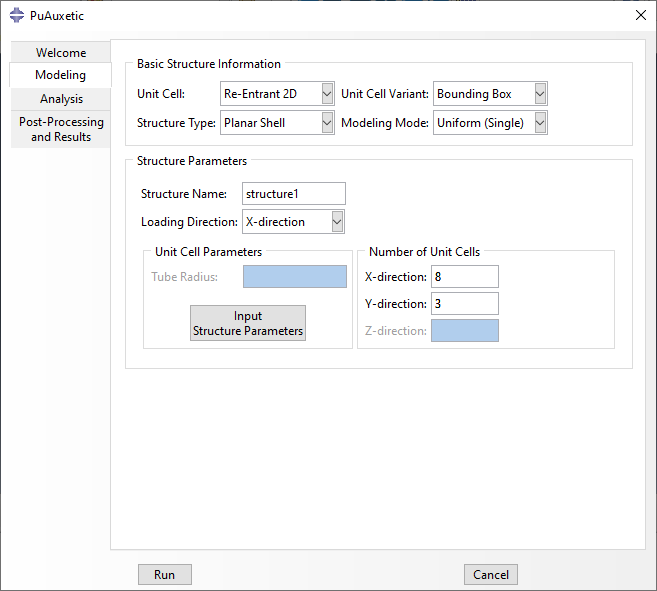 PuAuxetic
Welcome
Modeling
Analysis
Post-Processing
and Results
Basic Structure Information
Unit Cell: Re-Entrant 2D Unit Cell Variant: Bounding Box
Structure Type: Planar Shell Modeling Mode: Uniform (Single)
Structure Parameters
Structure Name: structure1
Loading Direction: X-direction
Unit Cell Parameters
Tube Radius:
Input
Structure Parameters
Number of Unit Cells
X-direction: 8
Y-direction: 3
Z-direction:
Run Cancel